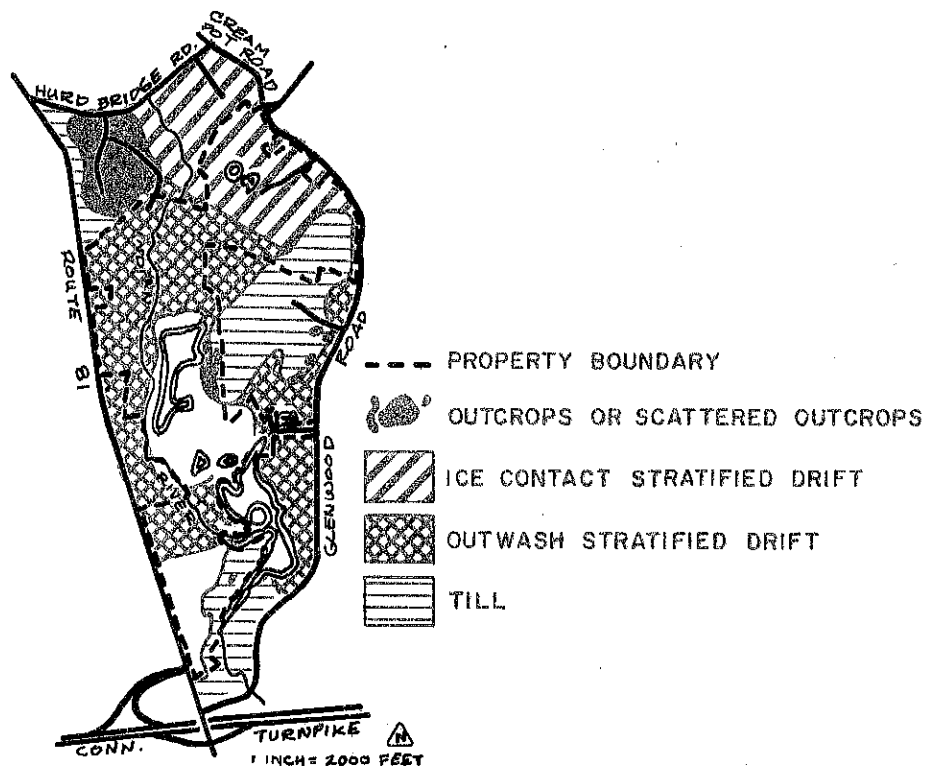 CREAM
POT ROAD
HURD BRIDGE RD.
ROUTE 81
INDIAN
RIVER
GLENWOOD ROAD
PROPERTY BOUNDARY
OUTCROPS OR SCATTERED OUTCROPS
ICE CONTACT STRATIFIED DRIFT
OUTWASH STRATIFIED DRIFT
TILL
CONN. TURNPIKE
N
1 INCH = 2000 FEET